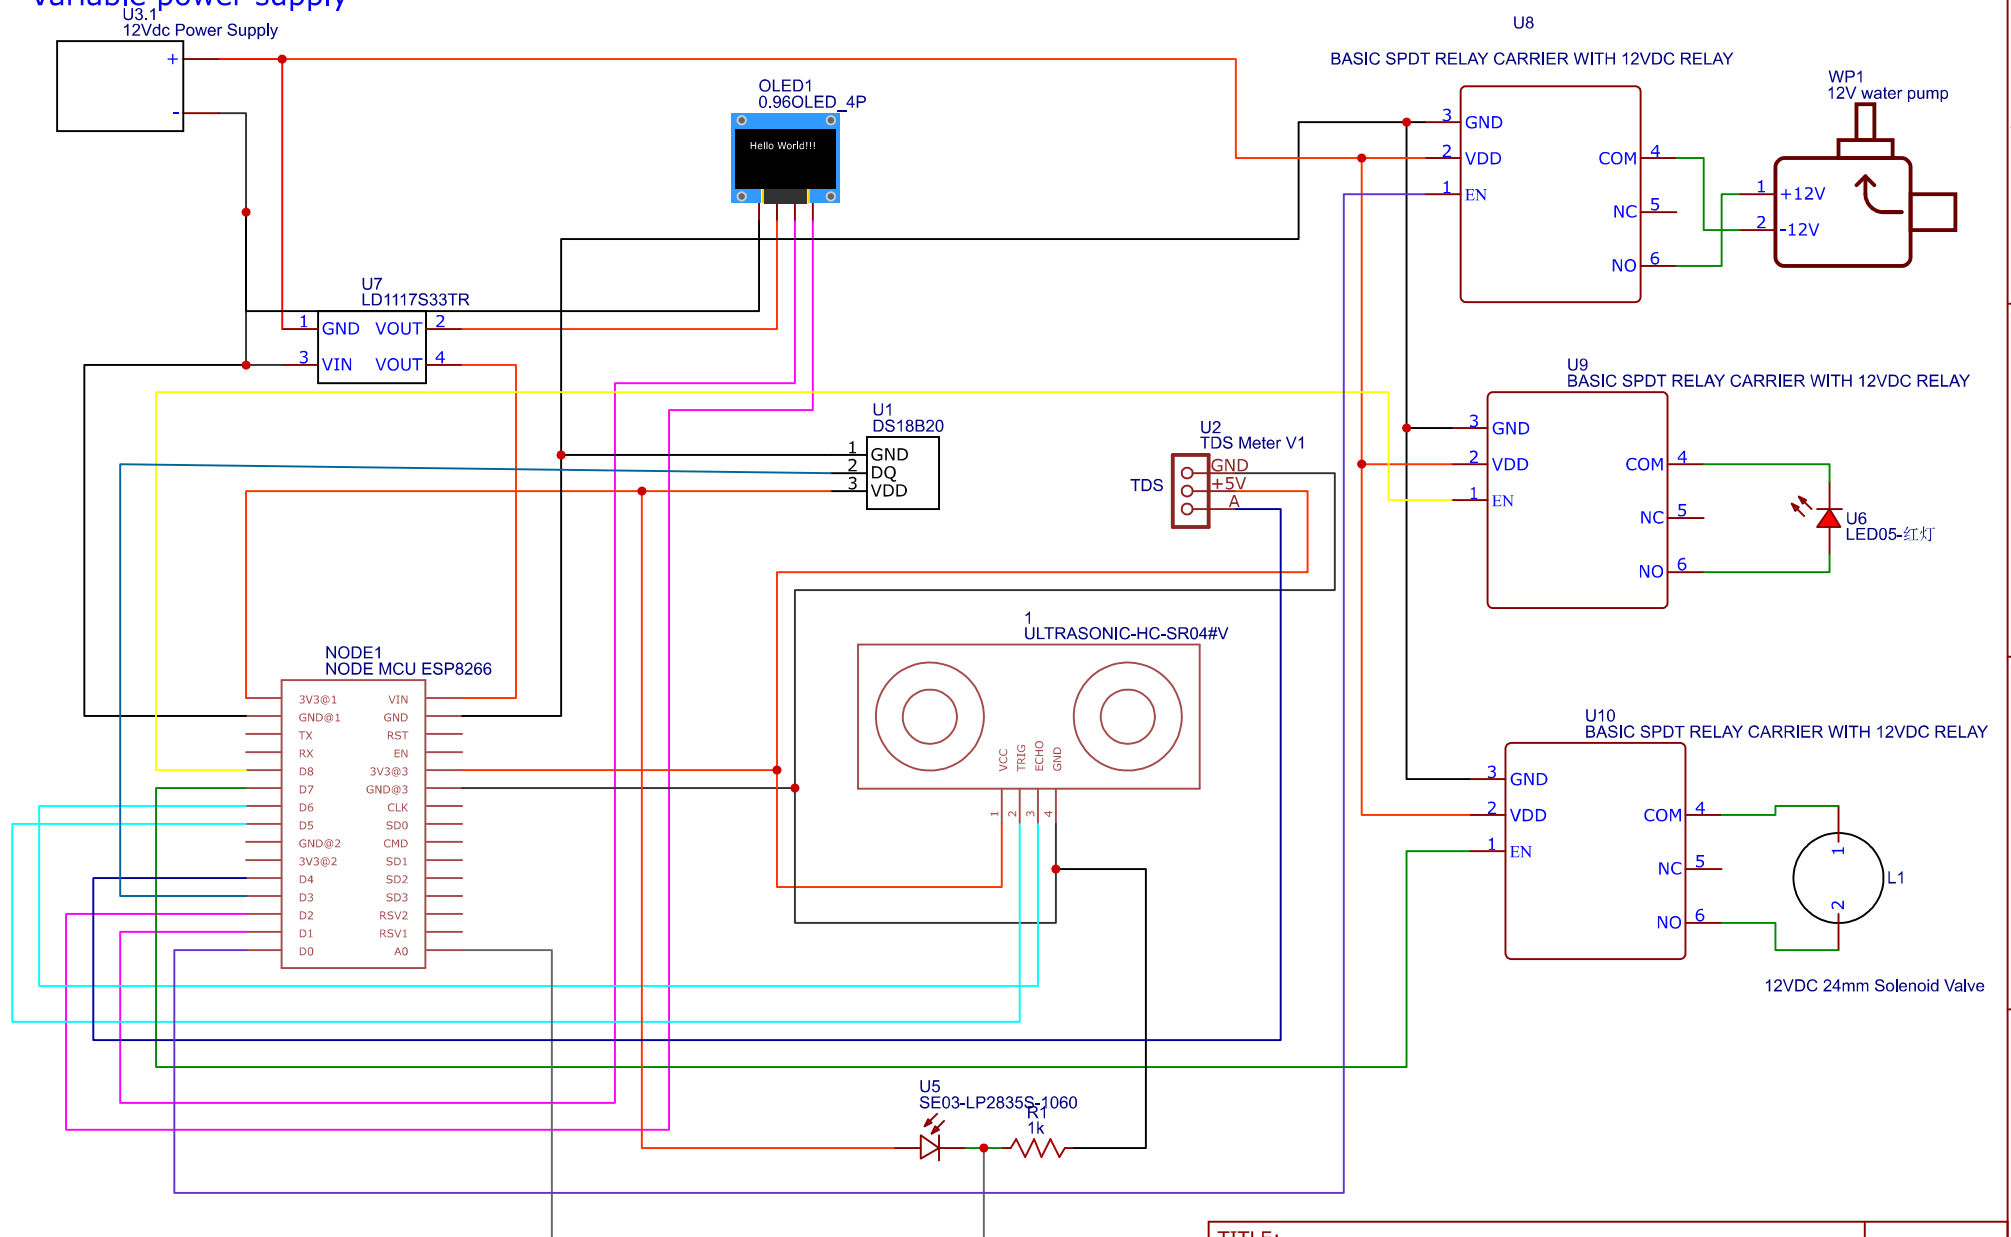 variable power supply
U3.1
12Vdc Power Supply
+
-
OLED1
0.96OLED_4P
Hello World!!!
U7
LD1117S33TR
1 GND VOUT 2
3 VIN VOUT 4
U8
BASIC SPDT RELAY CARRIER WITH 12VDC RELAY
3 GND
2 VDD
1 EN
COM 4
NC 5
NO 6
WP1
12V water pump
1 +12V
2 -12V
U9
BASIC SPDT RELAY CARRIER WITH 12VDC RELAY
3 GND
2 VDD
1 EN
COM 4
NC 5
NO 6
U6
LED05-红灯
U1
DS18B20
1 GND
2 DQ
3 VDD
U2
TDS Meter V1
TDS
GND
+5V
A
1
ULTRASONIC-HC-SR04#V
VCC
TRIG
ECHO
GND
1
2
3
4
NODE1
NODE MCU ESP8266
3V3@1 VIN
GND@1 GND
TX RST
RX EN
D8 3V3@3
D7 GND@3
D6 CLK
D5 SD0
GND@2 CMD
3V3@2 SD1
D4 SD2
D3 SD3
D2 RSV2
D1 RSV1
D0 A0
U10
BASIC SPDT RELAY CARRIER WITH 12VDC RELAY
3 GND
2 VDD
1 EN
COM 4
NC 5
NO 6
1
2
L1
12VDC 24mm Solenoid Valve
U5
SE03-LP2835S-1060
R1
1k
TITLE: